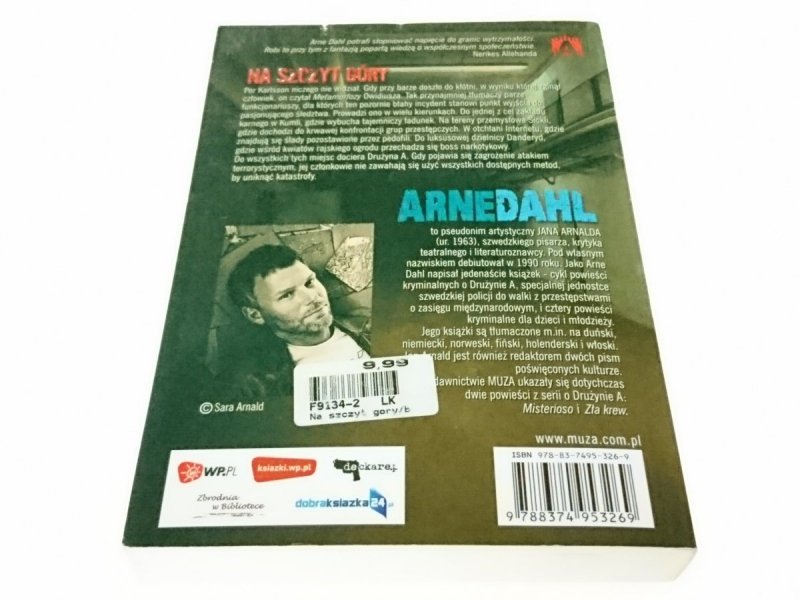 Arne Dahl potrafi stopniować napięcie do granic wytrzymałości.
Robi to przy tym z fantazją popartą wiedzą o współczesnym społeczeństwie.
Nerikes Allehanda
NA SZCZYT GÓRY
Per Karlsson niczego nie widział. Gdy przy barze doszło do kłótni, w wyniku której zginął
człowiek, on czytał Metamorfozy Owidiusza. Tak przynajmniej tłumaczy parze
funkcjonariuszy, dla których ten pozornie błahy incydent stanowi punkt wyjścia do
pasjonującego śledztwa. Prowadzi ono w wielu kierunkach. Do jednej z cel zakładu
karnego w Kumli, gdzie wybucha tajemniczy ładunek. Na tereny przemysłowe Sickli,
gdzie dochodzi do krwawej konfrontacji grup przestępczych. W otchłani Internetu, gdzie
znajdują się ślady pozostawione przez pedofili. Do luksusowej dzielnicy Danderyd,
gdzie wśród kwiatów rajskiego ogrodu przechadza się boss narkotykowy.
Do wszystkich tych miejsc dociera Drużyna A. Gdy pojawia się zagrożenie atakiem
terrorystycznym, jej członkowie nie zawahają się użyć wszystkich dostępnych metod,
by uniknąć katastrofy.
ARNE DAHL
to pseudonim artystyczny JANA ARNALDA
(ur. 1963), szwedzkiego pisarza, krytyka
teatralnego i literaturoznawcy. Pod własnym
nazwiskiem debiutował w 1990 roku. Jako Arne
Dahl napisał jedenaście książek - cykl powieści
kryminalnych o Drużynie A, specjalnej jednostce
szwedzkiej policji do walki z przestępstwami
o zasięgu międzynarodowym, i cztery powieści
kryminalne dla dzieci i młodzieży.
Jego książki są tłumaczone m.in. na duński,
niemiecki, norweski, fiński, holenderski i włoski.
Arnald jest również redaktorem dwóch pism
poświęconych kulturze.
MUZA ukazały się dotychczas
dwie powieści z serii o Drużynie A:
Misterioso i Zła krew.
9,99
F9134-2 LK
Na szczyt gory/b
© Sara Arnald
www.muza.com.pl
WP.PL
ksiazki.wp.pl
deckare.pl
Zbrodnia
w Bibliotece
dobraksiazka24.pl
ISBN 978-83-7495-326-9
9 788374 953269